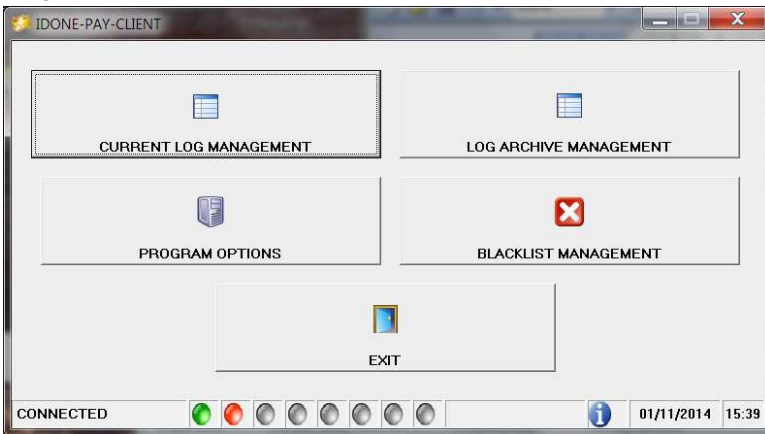 IDONE-PAY-CLIENT
CURRENT LOG MANAGEMENT
LOG ARCHIVE MANAGEMENT
PROGRAM OPTIONS
BLACKLIST MANAGEMENT
EXIT
CONNECTED 01/11/2014 15:39